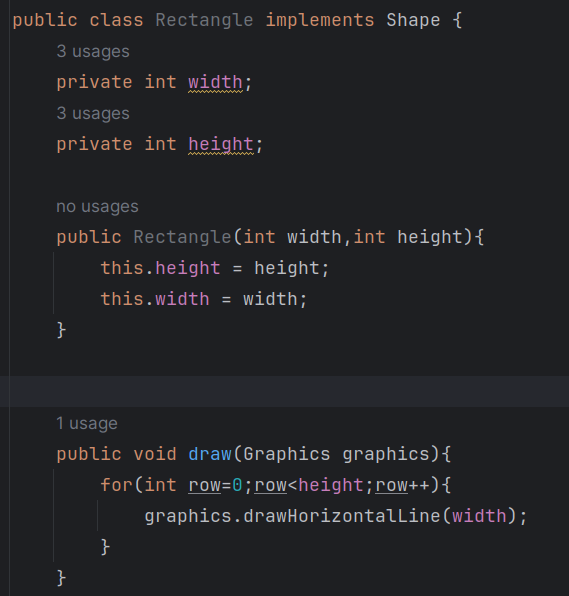 public class Rectangle implements Shape {
3 usages
private int width;
3 usages
private int height;
no usages
public Rectangle(int width,int height){
this.height = height;
this.width = width;
}
1 usage
public void draw(Graphics graphics){
for(int row=0;row<height;row++){
graphics.drawHorizontalLine(width);
}
}